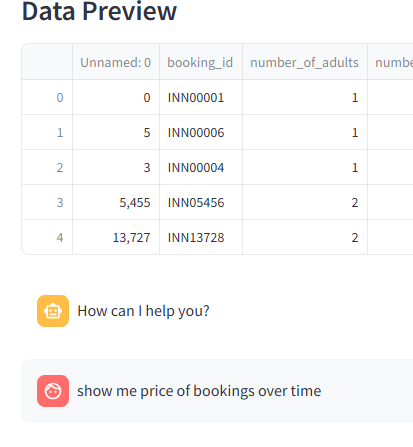 Data Preview
Unnamed: 0 booking_id number_of_adults
0 0 INN00001 1
1 5 INN00006 1
2 3 INN00004 1
3 5,455 INN05456 2
4 13,727 INN13728 2
How can I help you?
show me price of bookings over time